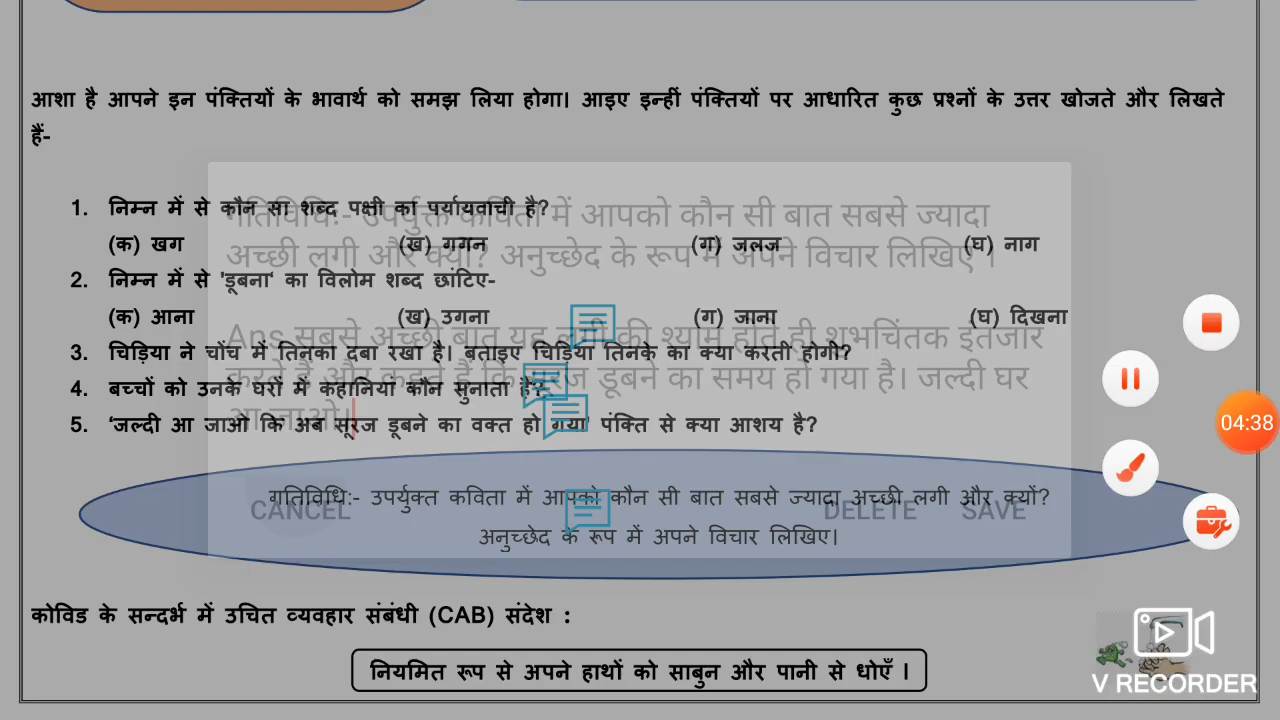 आशा है आपने इन पंक्तियों के भावार्थ को समझ लिया होगा। आइए इन्हीं पंक्तियों पर आधारित कुछ प्रश्नों के उत्तर खोजते और लिखते
हैं-
1. निम्न में से कौन सा शब्द पक्षी का पर्यायवाची है?
(क) खग (ख) गगन (ग) जलज (घ) नाग
2. निम्न में से 'डूबना' का विलोम शब्द छांटिए-
(क) आना (ख) उगना (ग) जाना (घ) दिखना
3. चिड़िया ने चोंच में तिनका दबा रखा है। बताइए चिड़िया तिनके का क्या करती होगी?
4. बच्चों को उनके घरों में कहानियां कौन सुनाता है?
5. 'जल्दी आ जाओ कि अब सूरज डूबने का वक्त हो गया' पंक्ति से क्या आशय है?
गतिविधि:- उपर्युक्त कविता में आपको कौन सी बात सबसे ज्यादा अच्छी लगी और क्यों?
अनुच्छेद के रूप में अपने विचार लिखिए।
गतिविधिः- उपर्युक्त कविता में आपको कौन सी बात सबसे ज्यादा
अच्छी लगी और क्यों? अनुच्छेद के रूप में अपने विचार लिखिए ।
Ans सबसे अच्छी बात यह लगी की श्याम होते ही शुभचिंतक इंतजार
करते हैं और कहते हैं कि सूरज डूबने का समय हो गया है। जल्दी घर
आ जाओ।
CANCEL DELETE SAVE
कोविड के सन्दर्भ में उचित व्यवहार संबंधी (CAB) संदेश :
नियमित रूप से अपने हाथों को साबुन और पानी से धोएँ ।
04:38
V RECORDER